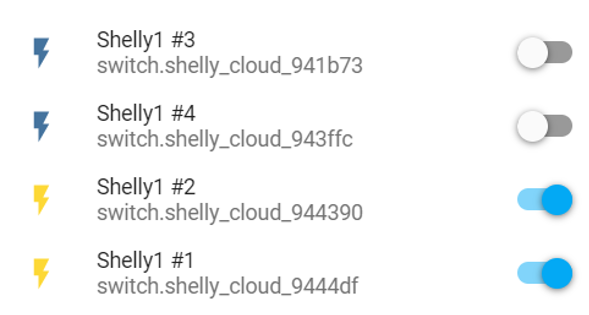 Shelly1 #3
switch.shelly_cloud_941b73
Shelly1 #4
switch.shelly_cloud_943ffc
Shelly1 #2
switch.shelly_cloud_944390
Shelly1 #1
switch.shelly_cloud_9444df